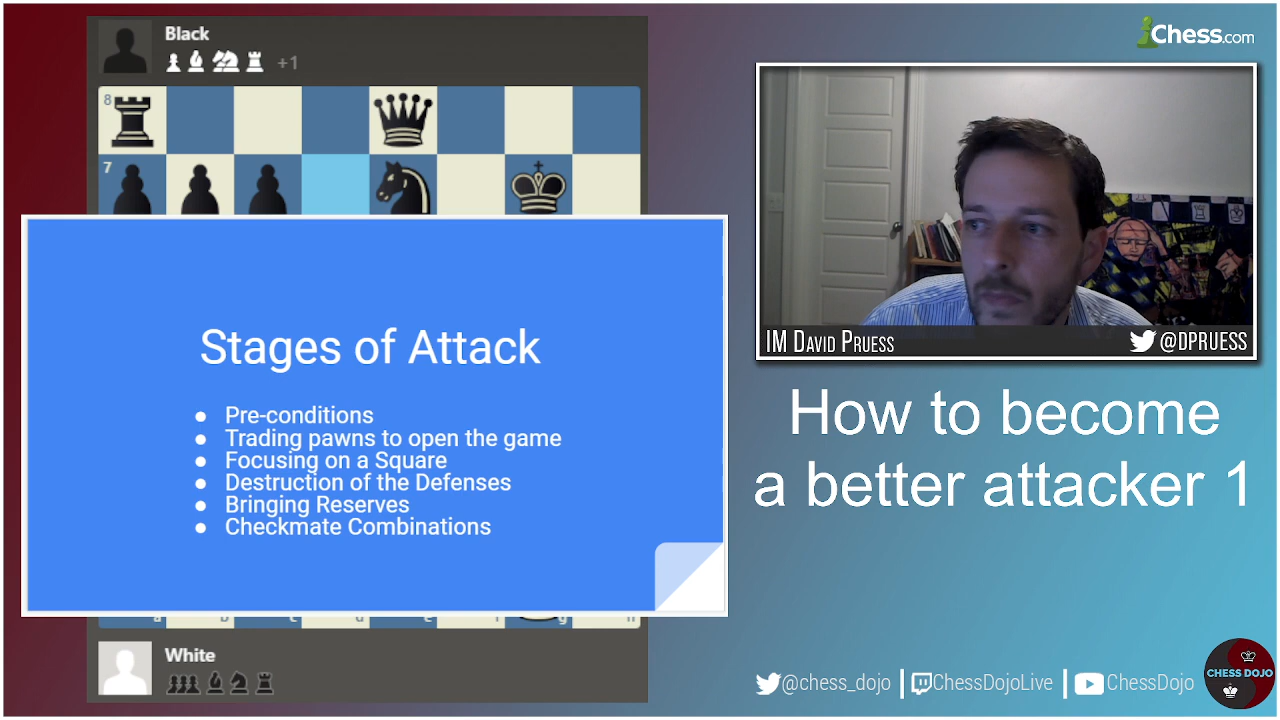 Black
+1
8
7
Stages of Attack
● Pre-conditions
● Trading pawns to open the game
● Focusing on a Square
● Destruction of the Defenses
● Bringing Reserves
● Checkmate Combinations
White
Chess.com
IM David Pruess
@DPRUESS
How to become
a better attacker 1
@chess_dojo | ChessDojoLive | ChessDojo
CHESS DOJO